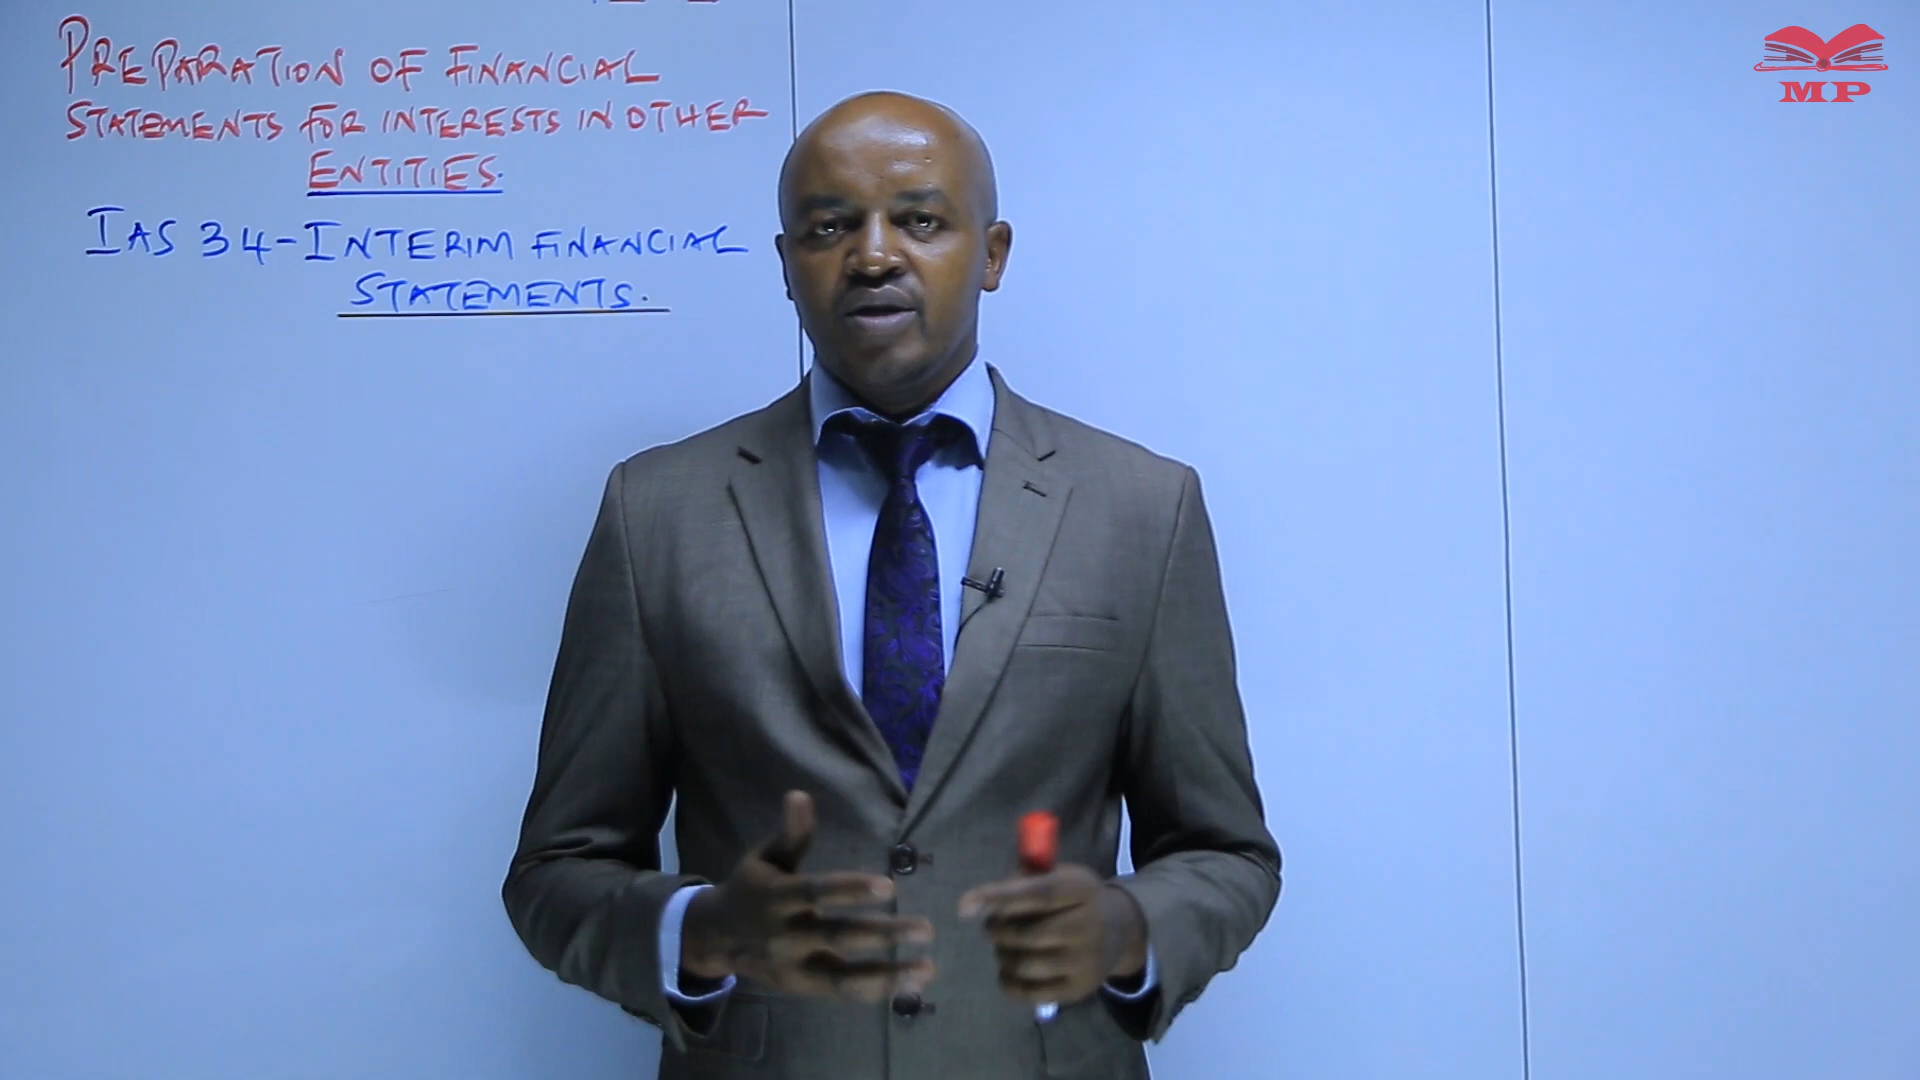 PREPARATION OF FINANCIAL
STATEMENTS FOR INTERESTS IN OTHER
ENTITIES.
IAS 34-INTERIM FINANCIAL
STATEMENTS.
MP